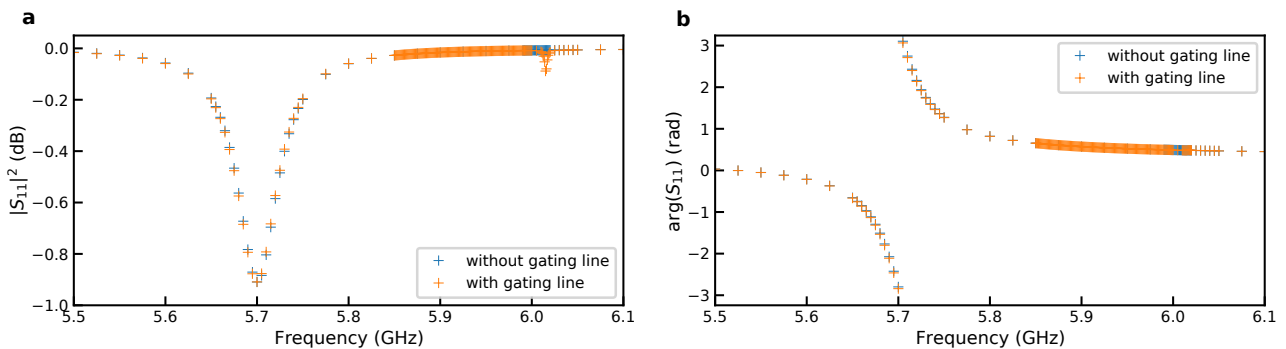 a
0.0
−0.2
−0.4
−0.6
−0.8
−1.0
|S11|² (dB)
without gating line
with gating line
5.5 5.6 5.7 5.8 5.9 6.0 6.1
Frequency (GHz)
b
3
2
1
0
−1
−2
−3
arg(S11) (rad)
without gating line
with gating line
5.5 5.6 5.7 5.8 5.9 6.0 6.1
Frequency (GHz)